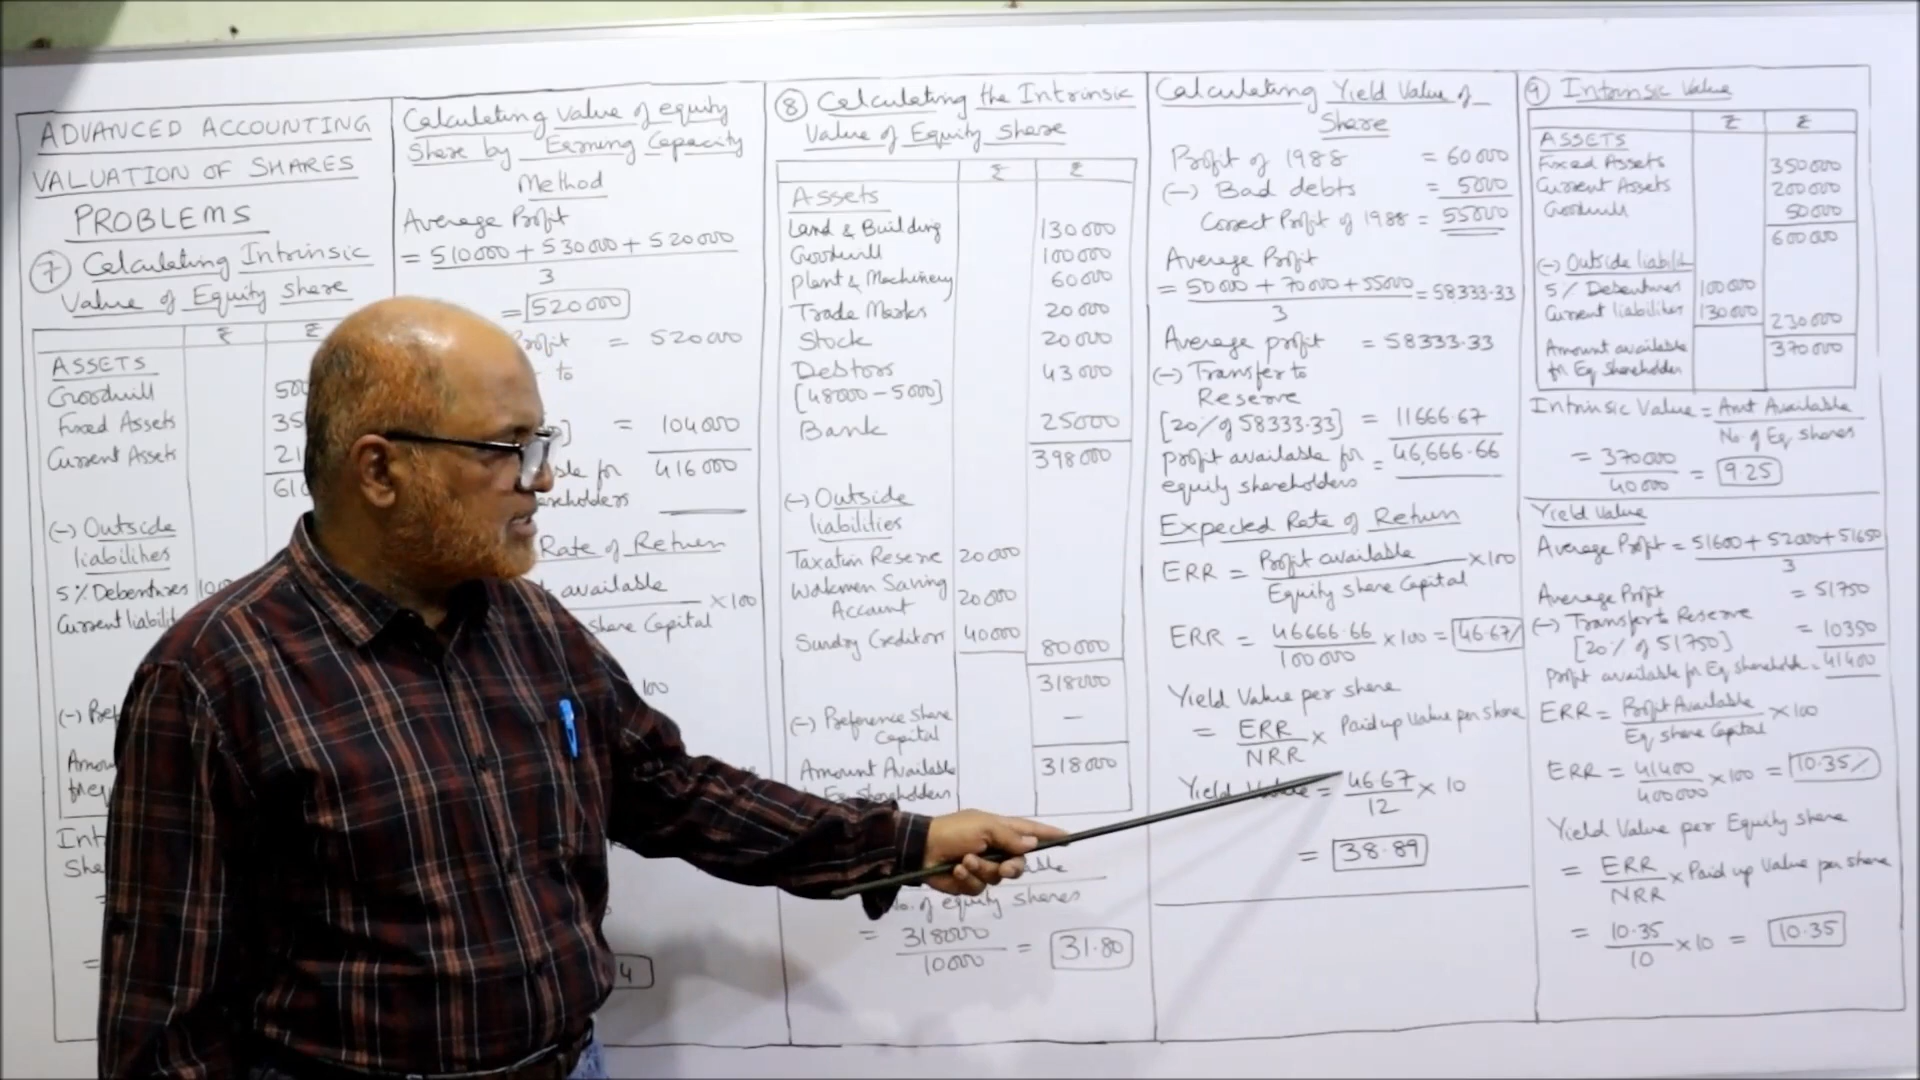 ADVANCED ACCOUNTING
VALUATION OF SHARES
PROBLEMS
7 Calculating Intrinsic
Value of Equity share
₹ ₹
ASSETS
Goodwill
Fixed Assets
Current Assets
(-) Outside
liabilities
5% Debentures
Current liabilit
Calculating value of equity
Share by Earning Capacity
Method
Average Profit
= 510000 + 530000 + 520000
3
= 520000
Profit = 520000
to
= 104000
for 416000
shareholders
Rate of Return
available
share Capital ×100
100
4
8 Calculating the Intrinsic
Value of Equity share
₹ ₹
Assets
Land & Building 130000
Goodwill 100000
Plant & Machinery 60000
Trade Marks 20000
Stock 20000
Debtors 43000
[48000 - 5000]
Bank 25000
398000
(-) Outside
liabilities
Taxation Reserve 20000
Workmen Saving
Account 20000
Sundry Creditors 40000 80000
318000
(-) Preference Share
Capital —
Amount Available 318000
Eq Shareholders
No. of equity shares
= 318000
10000 = 31.80
Calculating Yield Value of
Share
Profit of 1988 = 60000
(-) Bad debts = 5000
Correct Profit of 1988 = 55000
Average Profit
= 50000 + 70000 + 55000 = 58333.33
3
Average profit = 58333.33
(-) Transfer to
Reserve
[20% of 58333.33] = 11666.67
Profit available for = 46,666.66
equity shareholders
Expected Rate of Return
ERR = Profit available ×100
Equity share Capital
ERR = 46666.66 ×100 = 46.67%
100000
Yield Value per share
= ERR × Paid up value per share
NRR
Yield Value = 46.67 × 10
12
= 38.89
9 Intrinsic Value
₹ ₹
ASSETS
Fixed Assets 350000
Current Assets 200000
Goodwill 50000
600000
(-) Outside liabilit
5% Debentures 100000
Current liabilities 130000 230000
Amount available 370000
for Eq Shareholder
Intrinsic Value = Amt Available
No of Eq. shares
= 370000 = 9.25
40000
Yield Value
Average Profit = 51600 + 52000 + 51650
3
Average Profit = 51750
(-) Transfer to Reserve = 10350
[20% of 51750]
Profit available for Eq shareholder = 41400
ERR = Profit Available ×100
Eq share Capital
ERR = 41400 ×100 = 10.35%
400000
Yield Value per Equity share
= ERR × Paid up value per share
NRR
= 10.35 × 10 = 10.35
10